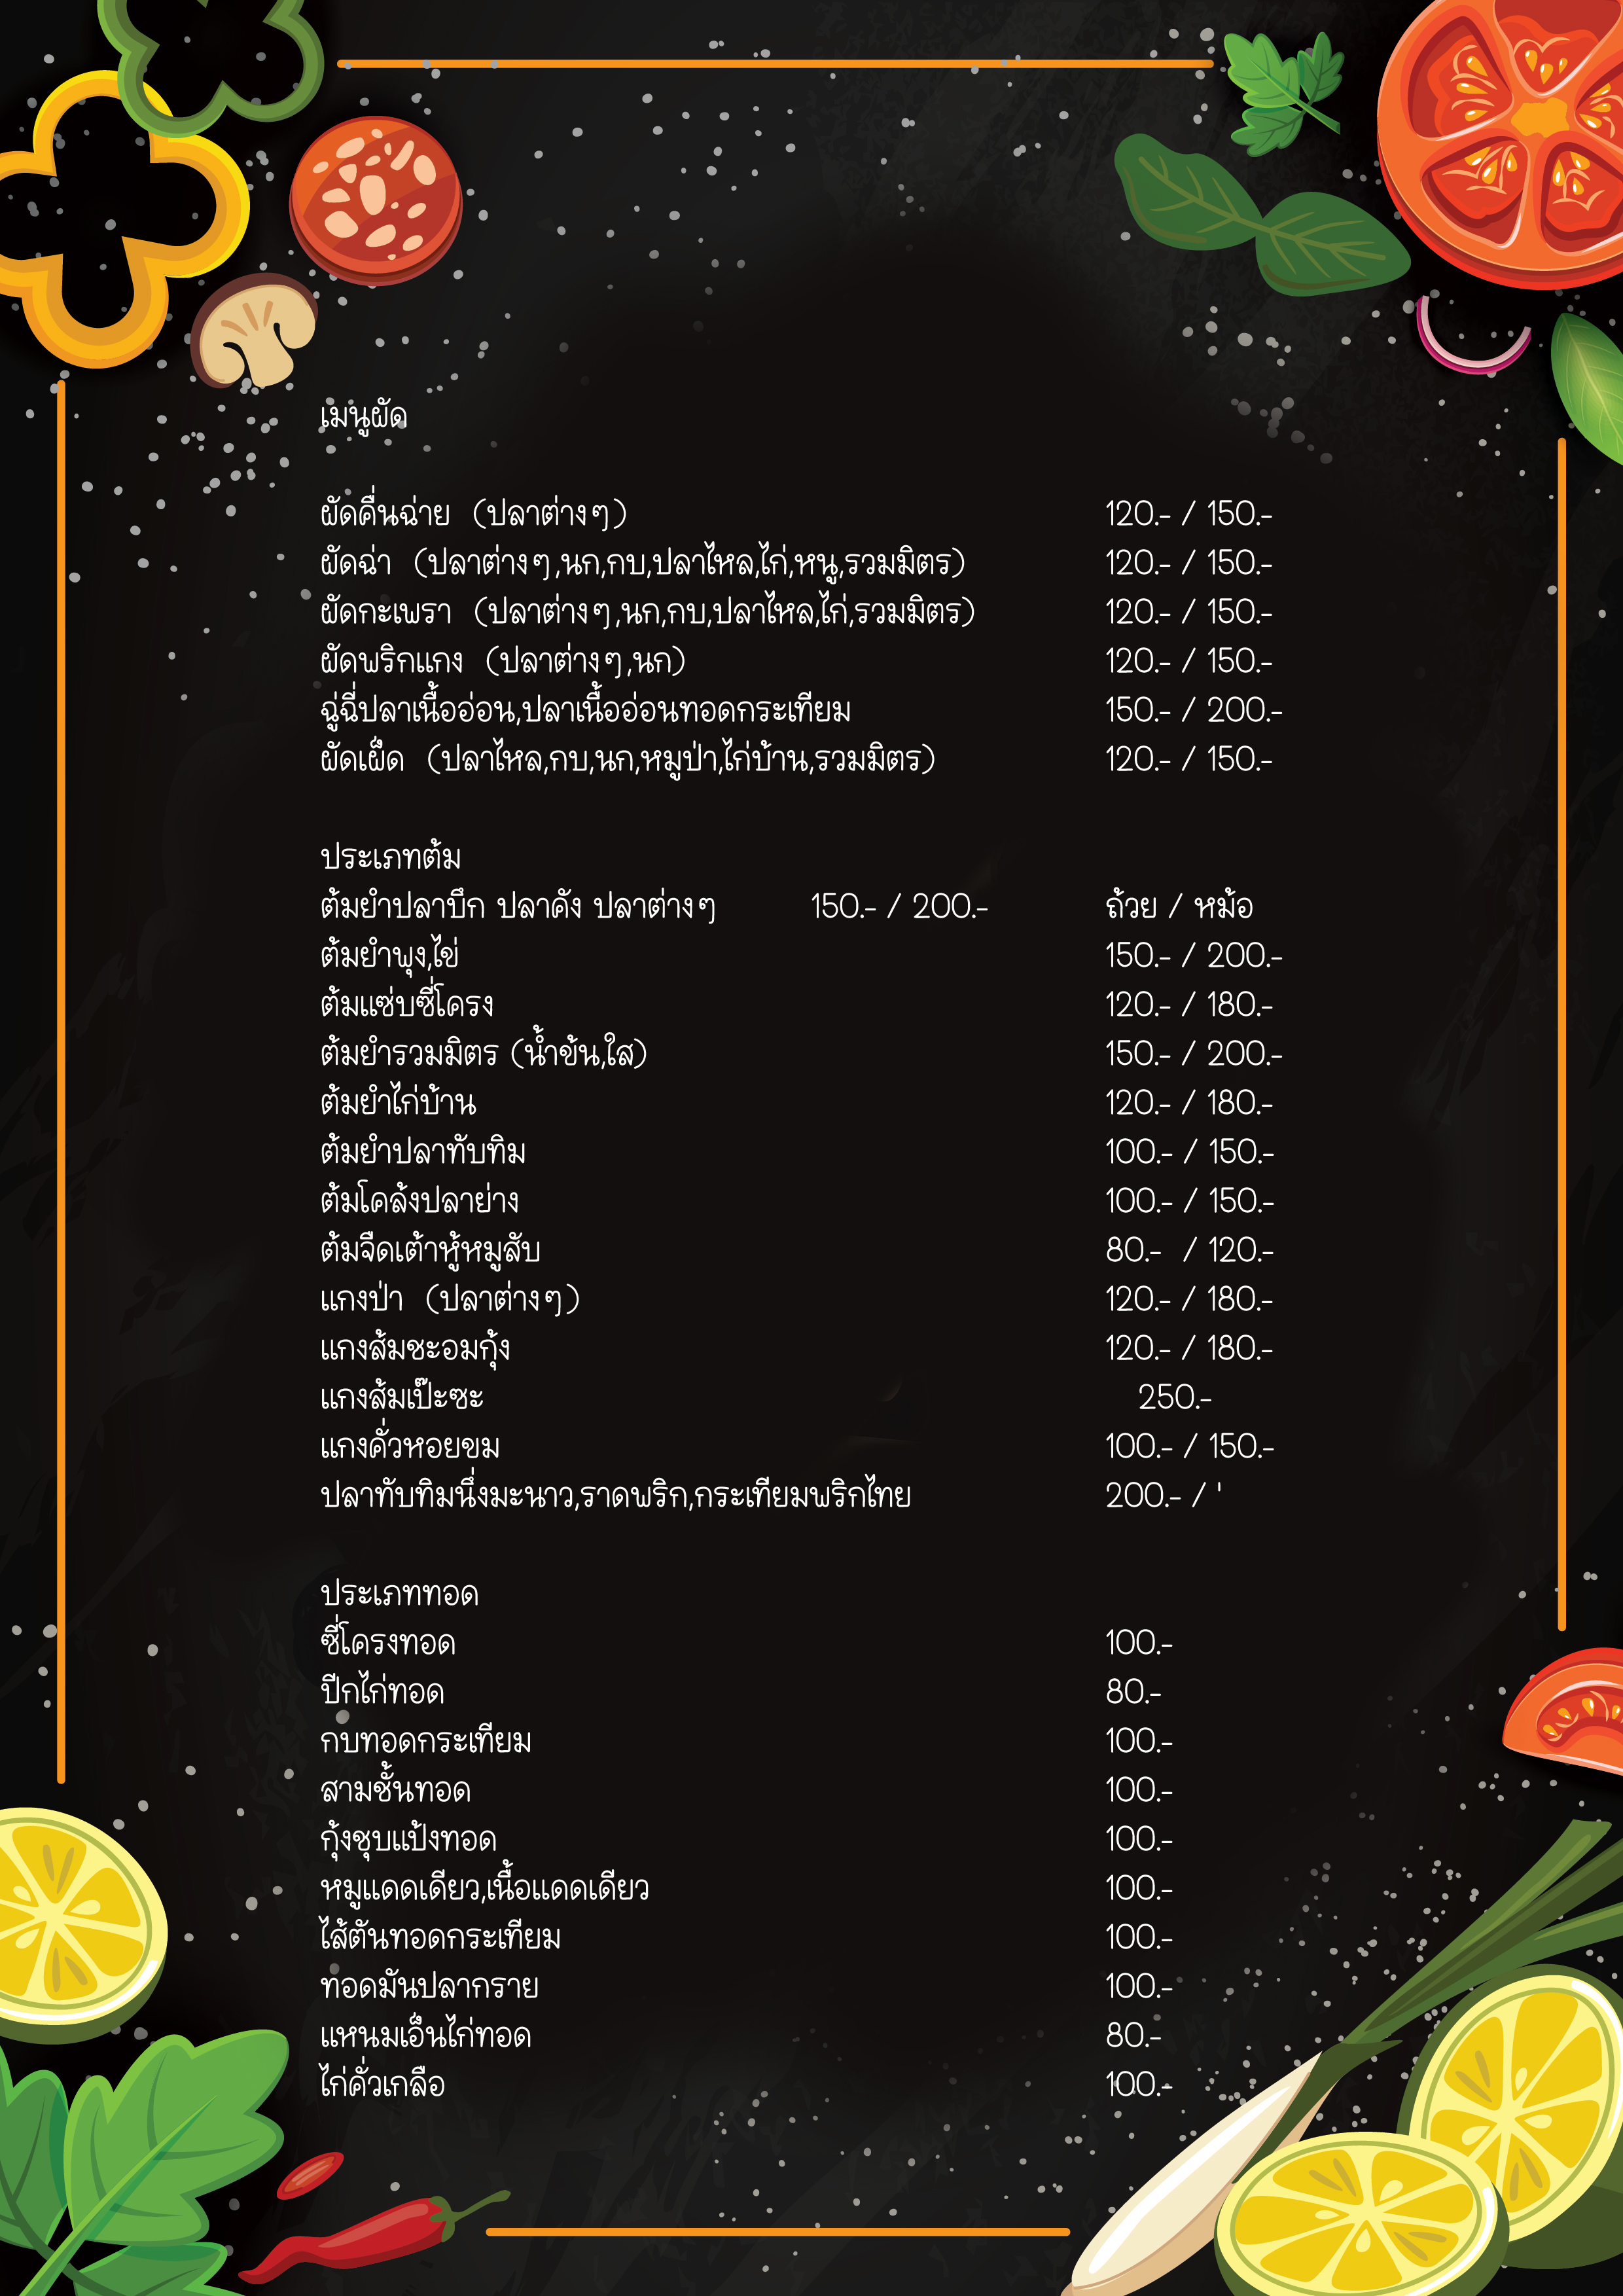 เมนูผัด
ผัดคื่นฉ่าย (ปลาต่างๆ) 120.- / 150.-
ผัดฉ่า (ปลาต่างๆ,นก,กบ,ปลาไหล,ไก่,หนู,รวมมิตร) 120.- / 150.-
ผัดกะเพรา (ปลาต่างๆ,นก,กบ,ปลาไหล,ไก่,รวมมิตร) 120.- / 150.-
ผัดพริกแกง (ปลาต่างๆ,นก) 120.- / 150.-
ฉู่ฉี่ปลาเนื้ออ่อน,ปลาเนื้ออ่อนทอดกระเทียม 150.- / 200.-
ผัดเผ็ด (ปลาไหล,กบ,นก,หมูป่า,ไก่บ้าน,รวมมิตร) 120.- / 150.-
ประเภทต้ม
ต้มยำปลาบึก ปลาคัง ปลาต่างๆ 150.- / 200.- ถ้วย / หม้อ
ต้มยำพุง,ไข่ 150.- / 200.-
ต้มแซ่บซี่โครง 120.- / 180.-
ต้มยำรวมมิตร (น้ำข้น,ใส) 150.- / 200.-
ต้มยำไก่บ้าน 120.- / 180.-
ต้มยำปลาทับทิม 100.- / 150.-
ต้มโคล้งปลาย่าง 100.- / 150.-
ต้มจืดเต้าหู้หมูสับ 80.- / 120.-
แกงป่า (ปลาต่างๆ) 120.- / 180.-
แกงส้มชะอมกุ้ง 120.- / 180.-
แกงส้มเป๊ะซะ 250.-
แกงคั่วหอยขม 100.- / 150.-
ปลาทับทิมนึ่งมะนาว,ราดพริก,กระเทียมพริกไทย 200.- / '
ประเภททอด
ซี่โครงทอด 100.-
ปีกไก่ทอด 80.-
กบทอดกระเทียม 100.-
สามชั้นทอด 100.-
กุ้งชุบแป้งทอด 100.-
หมูแดดเดียว,เนื้อแดดเดียว 100.-
ไส้ตันทอดกระเทียม 100.-
ทอดมันปลากราย 100.-
แหนมเอ็นไก่ทอด 80.-
ไก่คั่วเกลือ 100.-